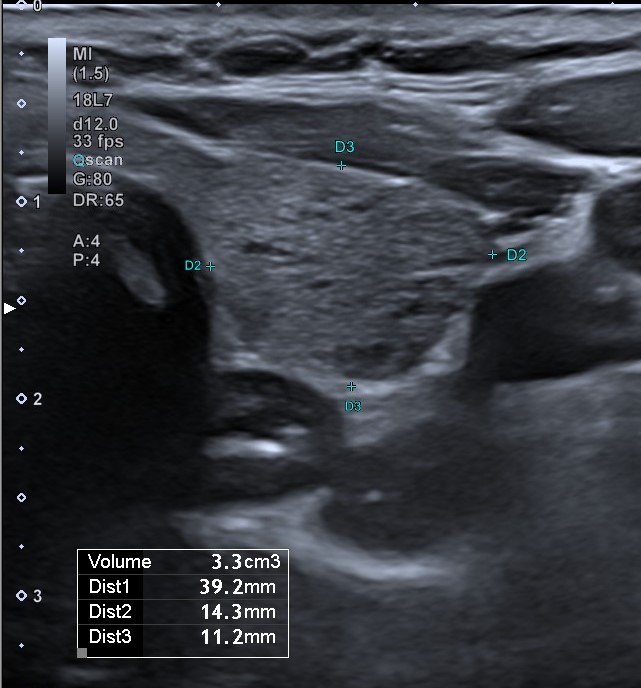 0
MI
(1.5)
18L7
d12.0
33 fps
Qscan
G:80
DR:65
A:4
P:4
1
D3
D2
D2
D3
2
3
Volume 3.3cm3
Dist1 39.2mm
Dist2 14.3mm
Dist3 11.2mm